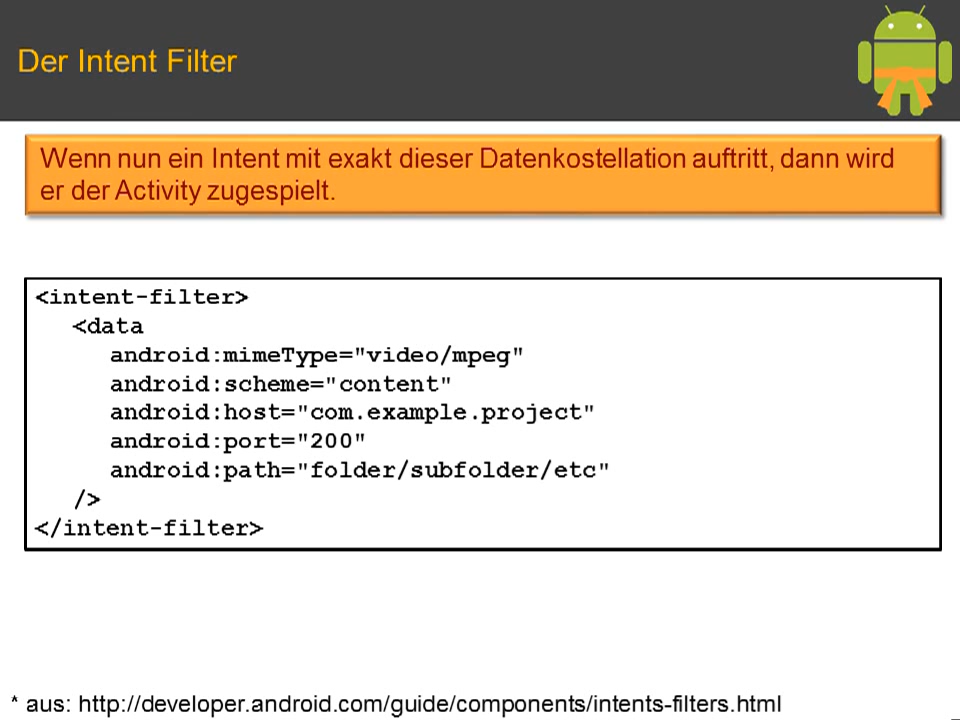 Der Intent Filter
Wenn nun ein Intent mit exakt dieser Datenkostellation auftritt, dann wird
er der Activity zugespielt.
<intent-filter>
<data
android:mimeType="video/mpeg"
android:scheme="content"
android:host="com.example.project"
android:port="200"
android:path="folder/subfolder/etc"
/>
</intent-filter>
* aus: http://developer.android.com/guide/components/intents-filters.html